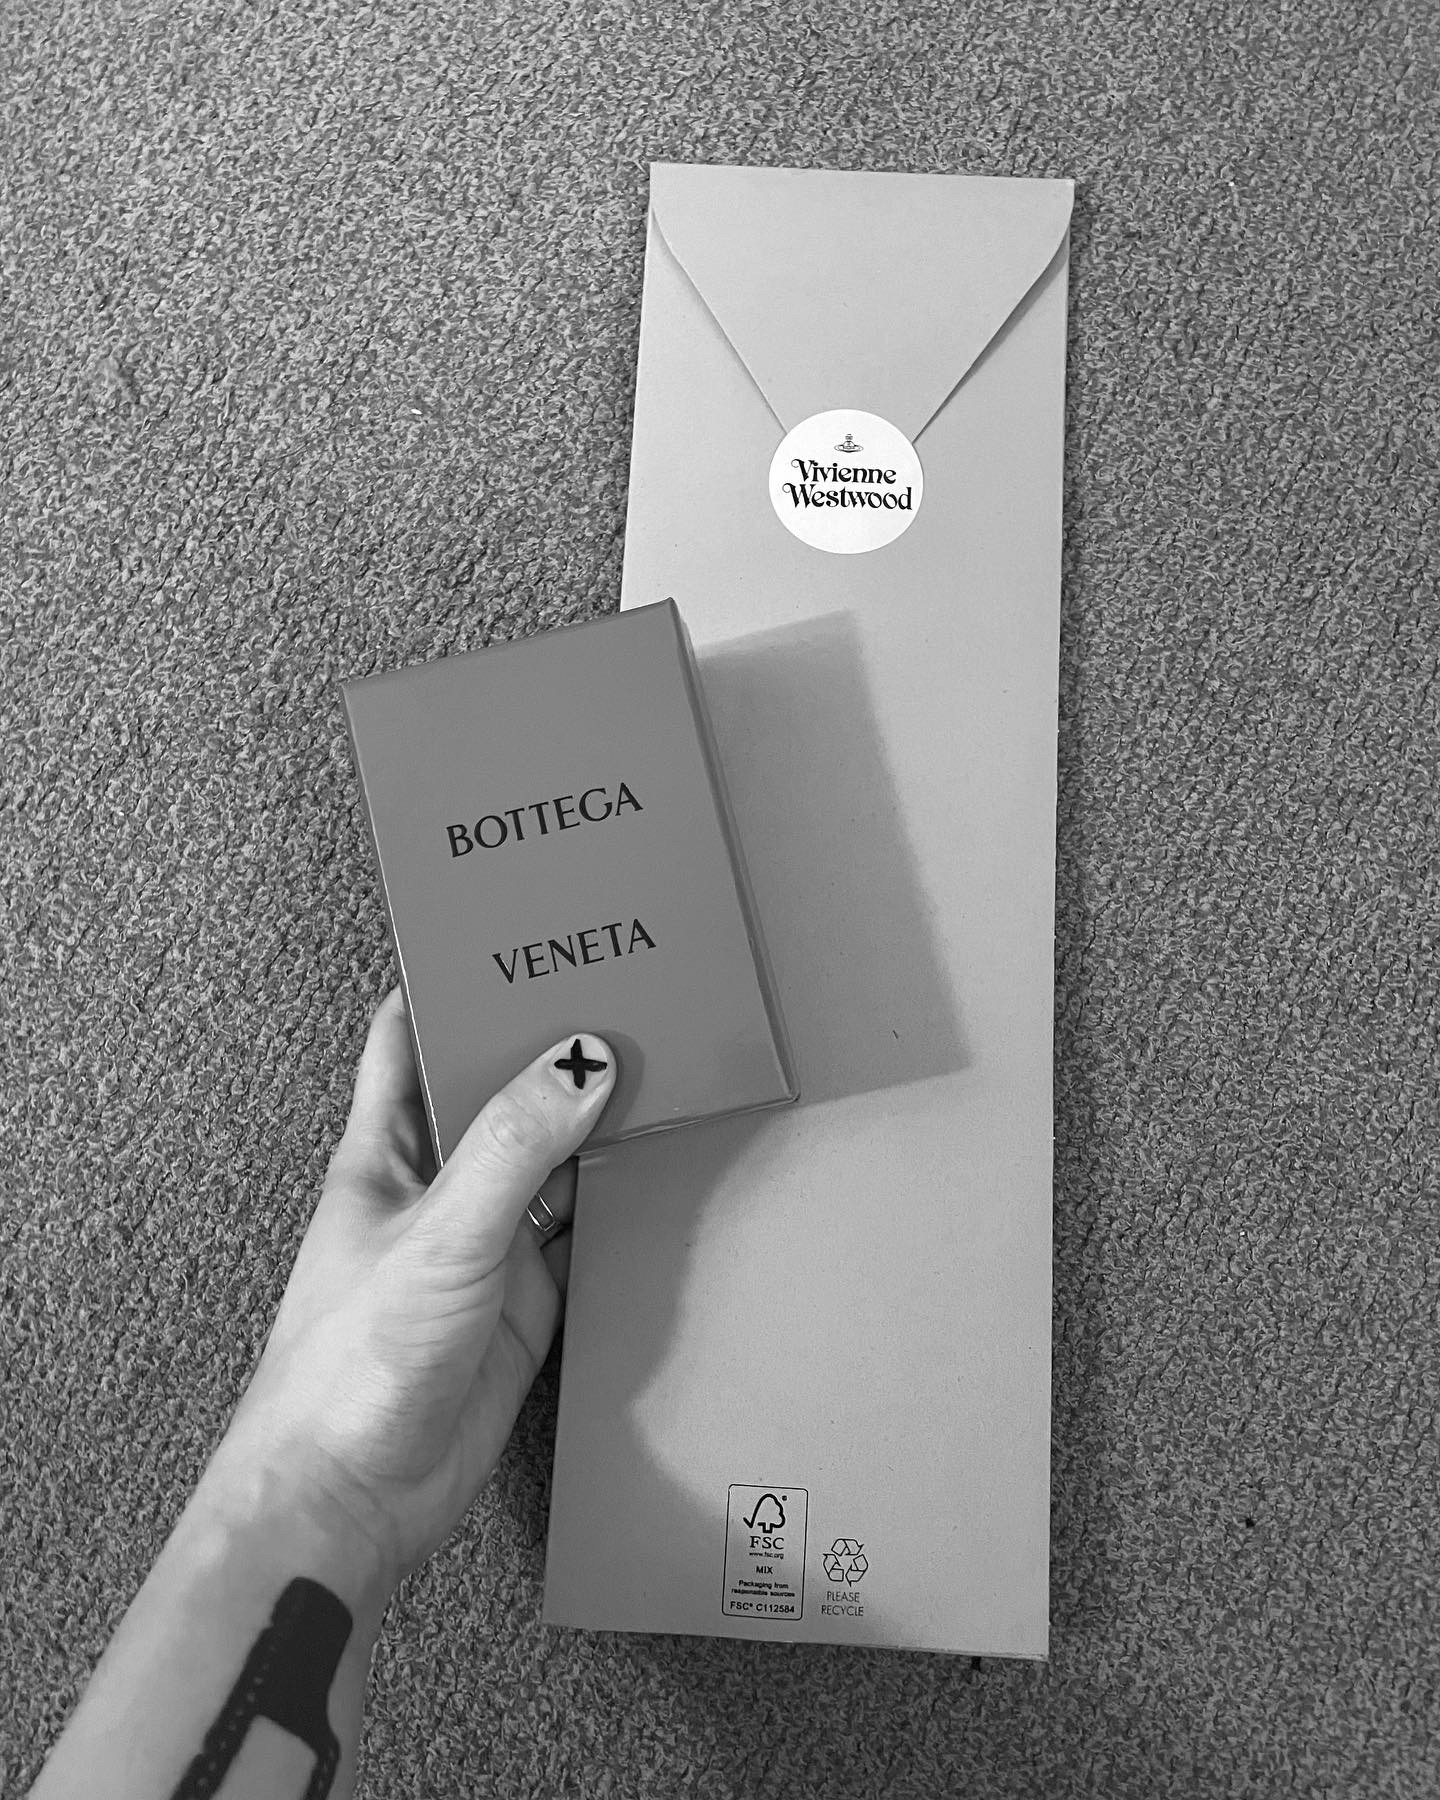 Vivienne
Westwood
BOTTEGA
VENETA
FSC
www.fsc.org
MIX
Packaging from
responsible sources
FSC® C112584
PLEASE
RECYCLE